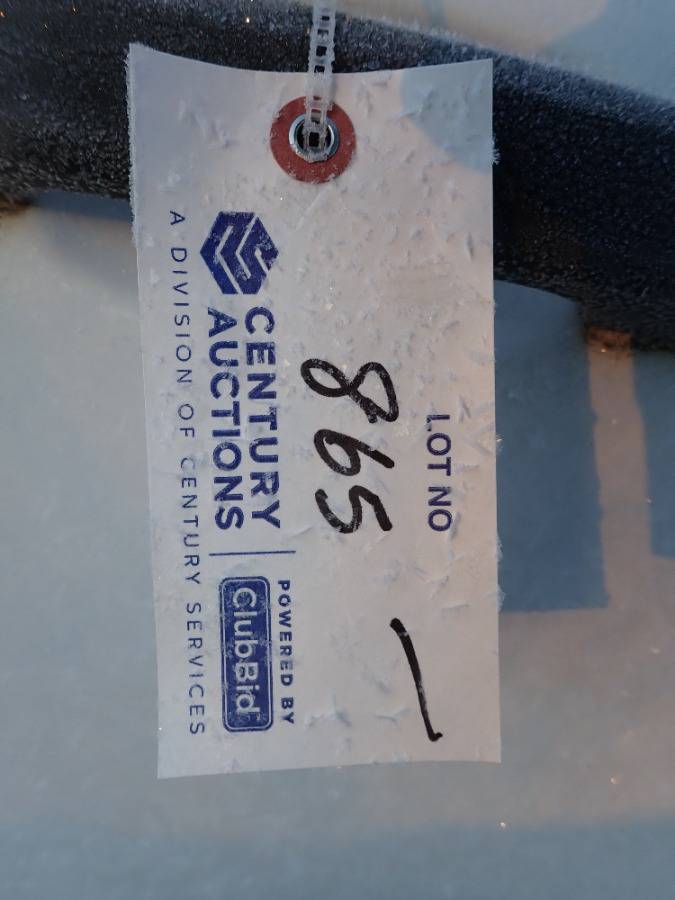 LOT NO
865
CENTURY
AUCTIONS
POWERED BY
ClubBid
A DIVISION OF CENTURY SERVICES